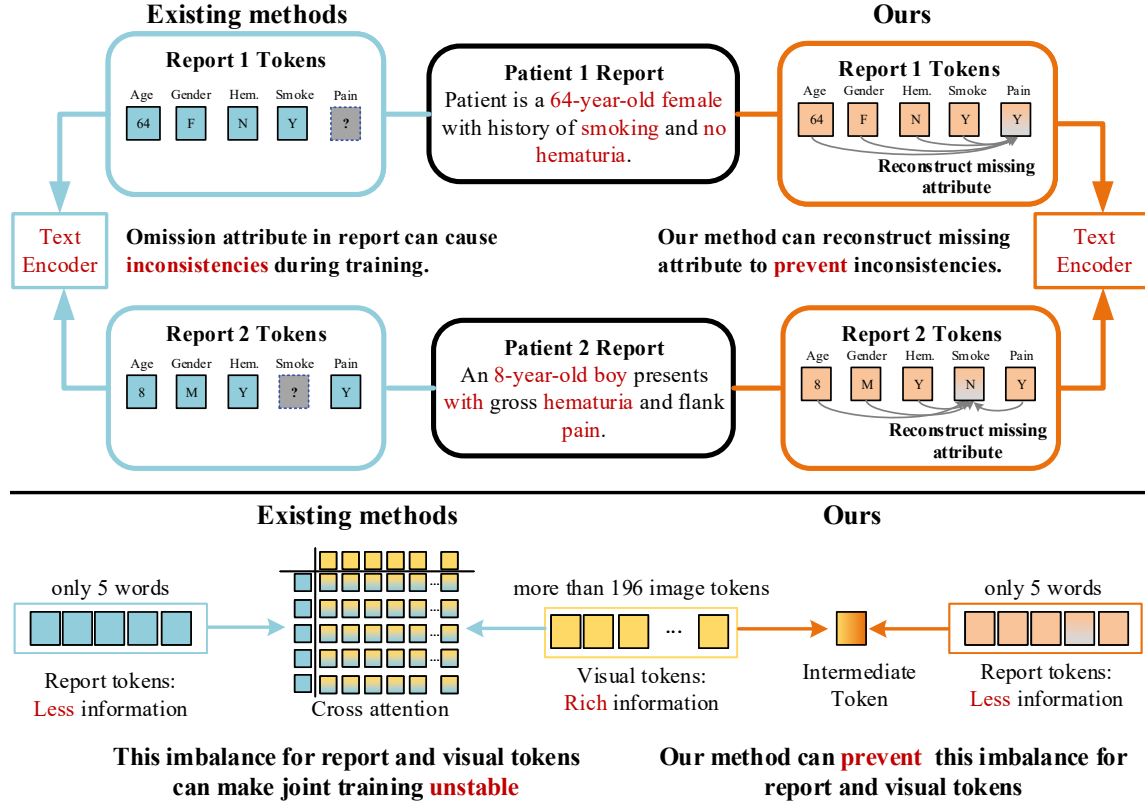 Existing methods
Ours
Report 1 Tokens
Age Gender Hem. Smoke Pain
64 F N Y ?
Patient 1 Report
Patient is a 64-year-old female
with history of smoking and no
hematuria.
Report 1 Tokens
Age Gender Hem. Smoke Pain
64 F N Y Y
Reconstruct missing
attribute
Text
Encoder
Omission attribute in report can cause
inconsistencies during training.
Our method can reconstruct missing
attribute to prevent inconsistencies.
Text
Encoder
Report 2 Tokens
Age Gender Hem. Smoke Pain
8 M Y ? Y
Patient 2 Report
An 8-year-old boy presents
with gross hematuria and flank
pain.
Report 2 Tokens
Age Gender Hem. Smoke Pain
8 M Y N Y
Reconstruct missing
attribute
Existing methods
Ours
only 5 words
Report tokens:
Less information
...
...
...
...
...
...
Cross attention
more than 196 image tokens
...
Visual tokens:
Rich information
Intermediate
Token
only 5 words
Report tokens:
Less information
This imbalance for report and visual tokens
can make joint training unstable
Our method can prevent this imbalance for
report and visual tokens